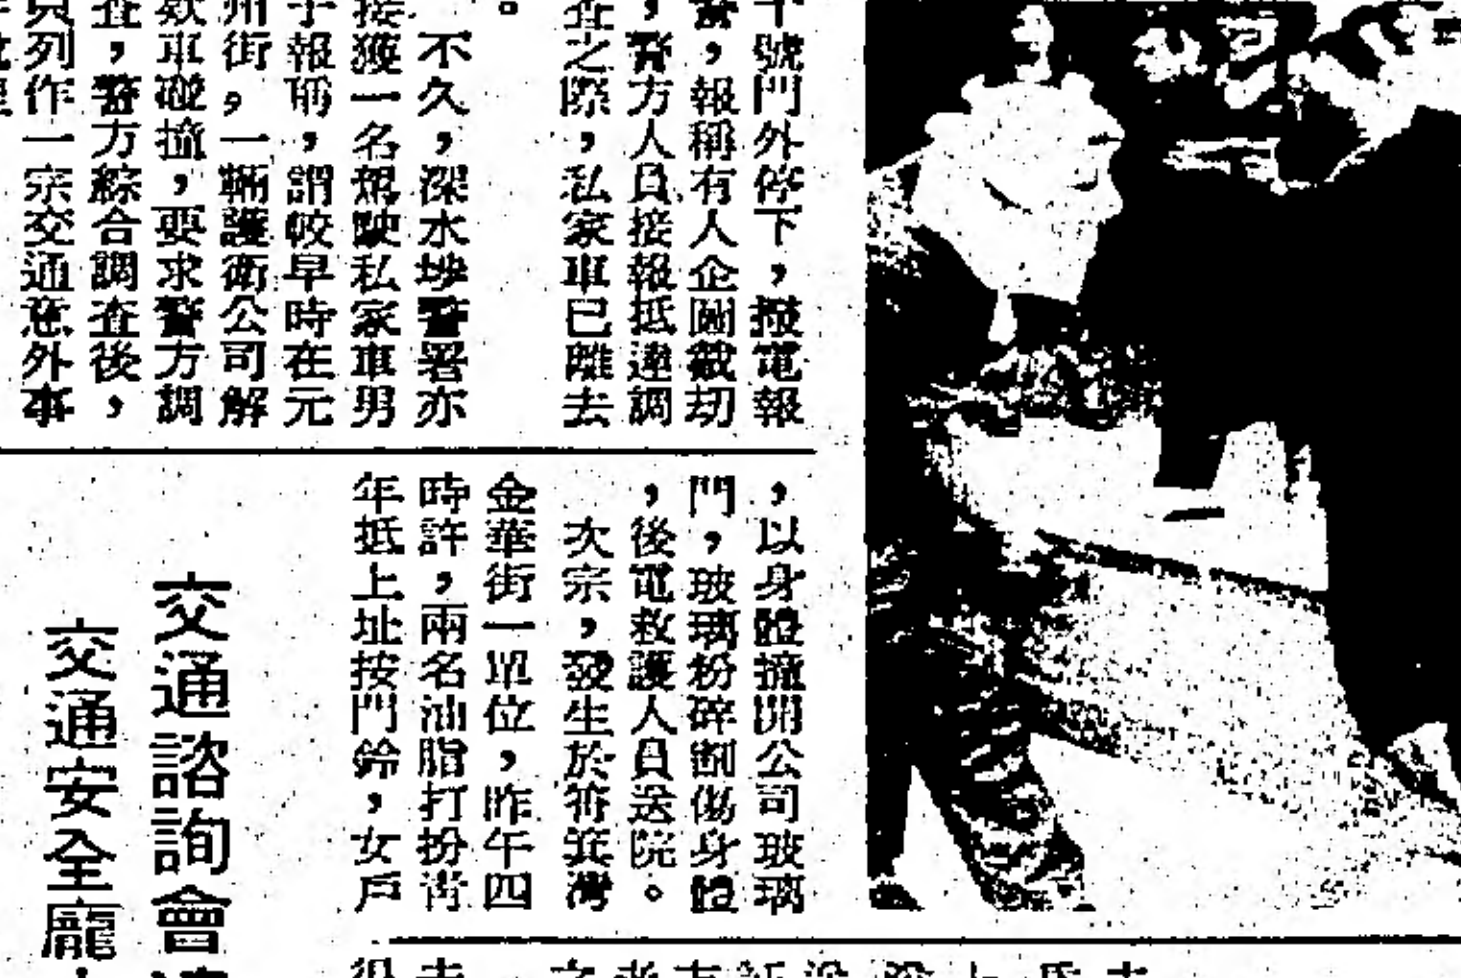 號門外停下，撥電報
警，報稱有人企圖截刧
，警方人員接報抵達調
查之際，私家車已離去
。
不久，深水埗警署亦
接獲一名駕駛私家車男
子報稱，謂較早時在元
州街，一輛護衛公司解
款車碰撞，要求警方調
查，警方綜合調查後，
列作一宗交通意外事
，以身體撞開公司玻璃
門，玻璃粉碎割傷身體
，後電救護人員送院。
次宗，發生於筲箕灣
金華街一單位，昨午四
時許，兩名油脂打扮青
年抵上址按門鈴，女戶
交通諮詢會
交通安全龐